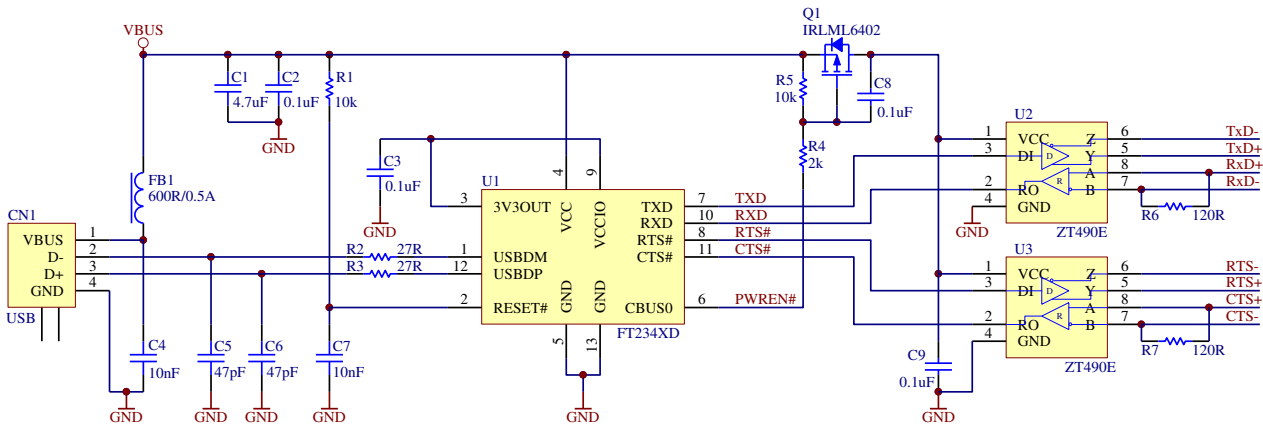 VBUS
C1
4.7uF
C2
0.1uF
R1
10k
GND
Q1
IRLML6402
R5
10k
C8
0.1uF
R4
2k
FB1
600R/0.5A
C3
0.1uF
GND
CN1
VBUS
D-
D+
GND
USB
1
2
3
4
R2
27R
R3
27R
C4
10nF
C5
47pF
C6
47pF
C7
10nF
GND
GND
GND
GND
U1
3
3V3OUT
1
USBDM
12
USBDP
2
RESET#
4
VCC
9
VCCIO
GND
5
GND
13
TXD
7
TXD
RXD
10
RXD
RTS#
8
RTS#
CTS#
11
CTS#
CBUS0
6
PWREN#
FT234XD
GND
U2
1
VCC
3
DI
2
RO
4
GND
D
R
Z
6
TxD-
Y
5
TxD+
A
8
RxD+
B
7
RxD-
R6
120R
ZT490E
GND
U3
1
VCC
3
DI
2
RO
4
GND
D
R
Z
6
RTS-
Y
5
RTS+
A
8
CTS+
B
7
CTS-
R7
120R
ZT490E
C9
0.1uF
GND